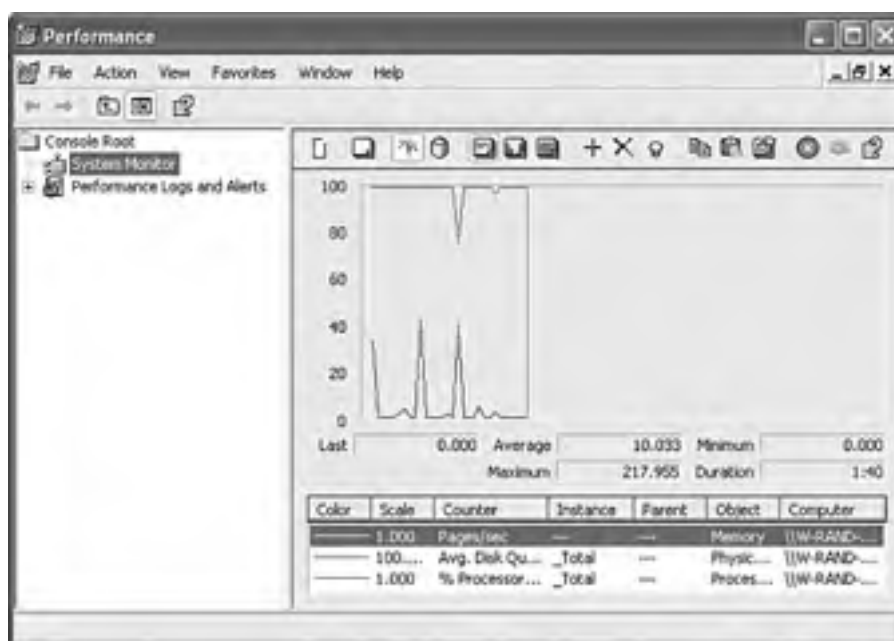 Performance
File Action View Favorites Window Help
Console Root
System Monitor
Performance Logs and Alerts
100
80
60
40
20
0
Last 0.000 Average 10.033 Minimum 0.000
Maximum 217.955 Duration 1:40
Color Scale Counter Instance Parent Object Computer
1.000 Pages/sec --- --- Memory \\W-RAND-...
100.... Avg. Disk Qu... _Total --- Physic... \\W-RAND-...
1.000 % Processor... _Total --- Proces... \\W-RAND-...